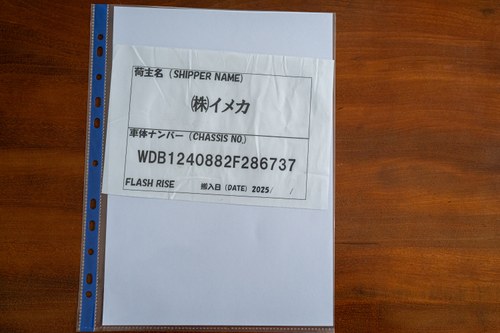 荷主名 (SHIPPER NAME)
㈱イメカ
車体ナンバー (CHASSIS NO.)
WDB1240882F286737
FLASH RISE 搬入日 (DATE) 2025/ /